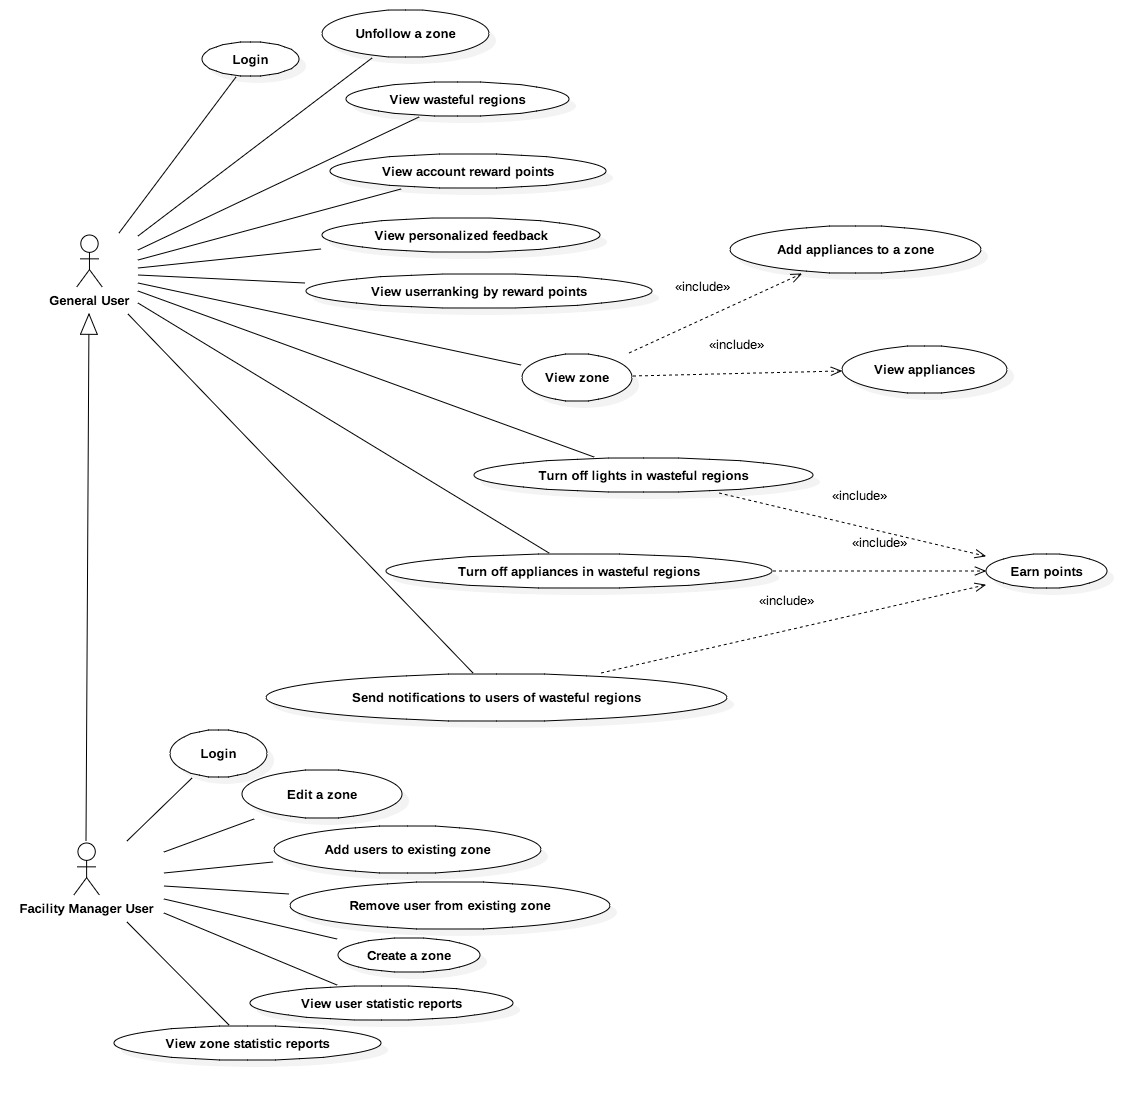 Unfollow a zone
Login
View wasteful regions
View account reward points
View personalized feedback
Add appliances to a zone
«include»
View userranking by reward points
General User
«include»
View appliances
View zone
Turn off lights in wasteful regions
«include»
«include»
Turn off appliances in wasteful regions
Earn points
«include»
Send notifications to users of wasteful regions
Login
Edit a zone
Add users to existing zone
Remove user from existing zone
Facility Manager User
Create a zone
View user statistic reports
View zone statistic reports